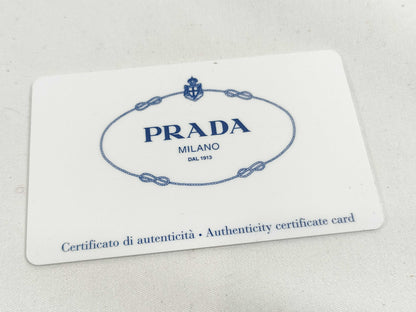 PRADA
MILANO
DAL 1913
Certificato di autenticità • Authenticity certificate card